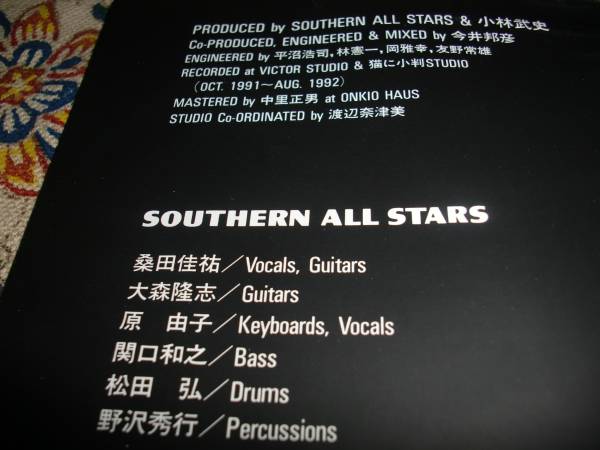 PRODUCED by SOUTHERN ALL STARS & 小林武史
Co-PRODUCED, ENGINEERED & MIXED by 今井邦彦
ENGINEERED by 平沼浩司, 林憲一, 岡雅幸, 友野常雄
RECORDED at VICTOR STUDIO & 猫に小判STUDIO
(OCT. 1991〜AUG. 1992)
MASTERED by 中里正男 at ONKIO HAUS
STUDIO Co-ORDINATED by 渡辺奈津美
SOUTHERN ALL STARS
桑田佳祐／Vocals, Guitars
大森隆志／Guitars
原 由子／Keyboards, Vocals
関口和之／Bass
松田 弘／Drums
野沢秀行／Percussions